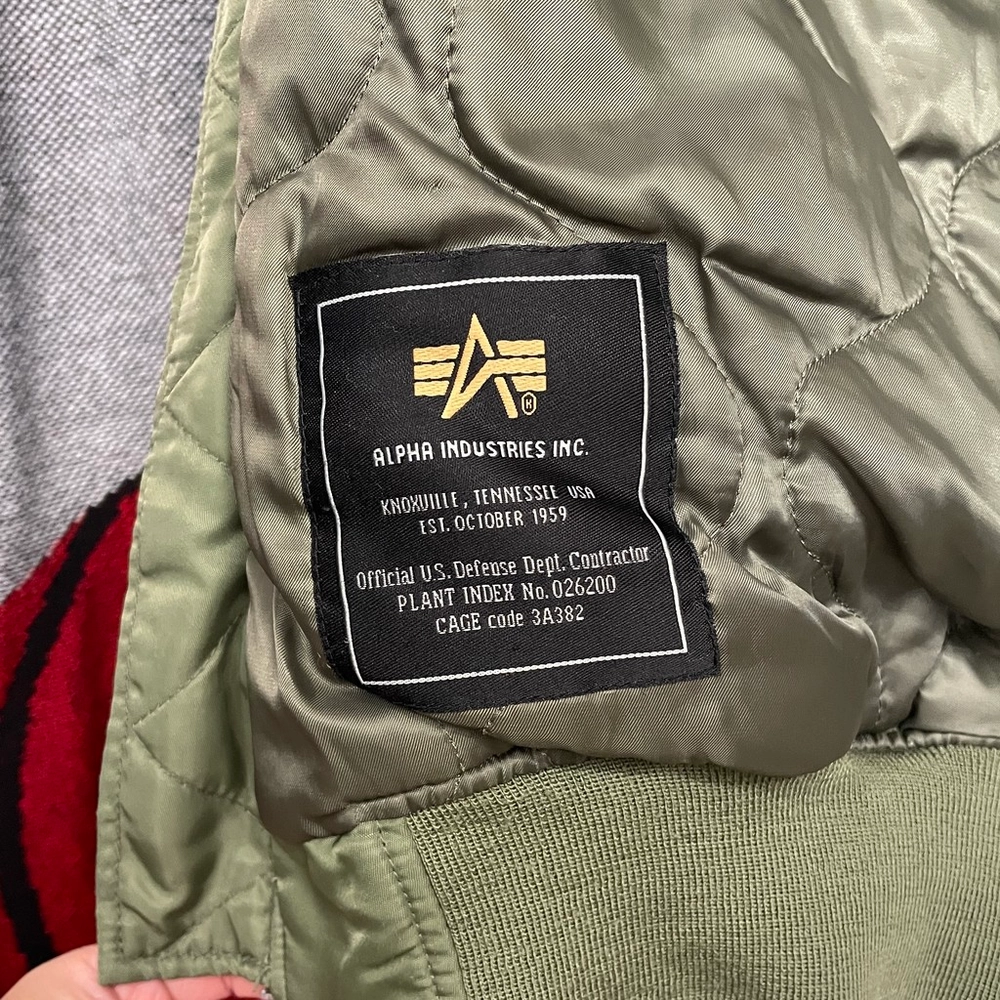 ALPHA INDUSTRIES INC.
KNOXVILLE, TENNESSEE USA
EST. OCTOBER 1959
Official U.S. Defense Dept. Contractor
PLANT INDEX No. 026200
CAGE code 3A382